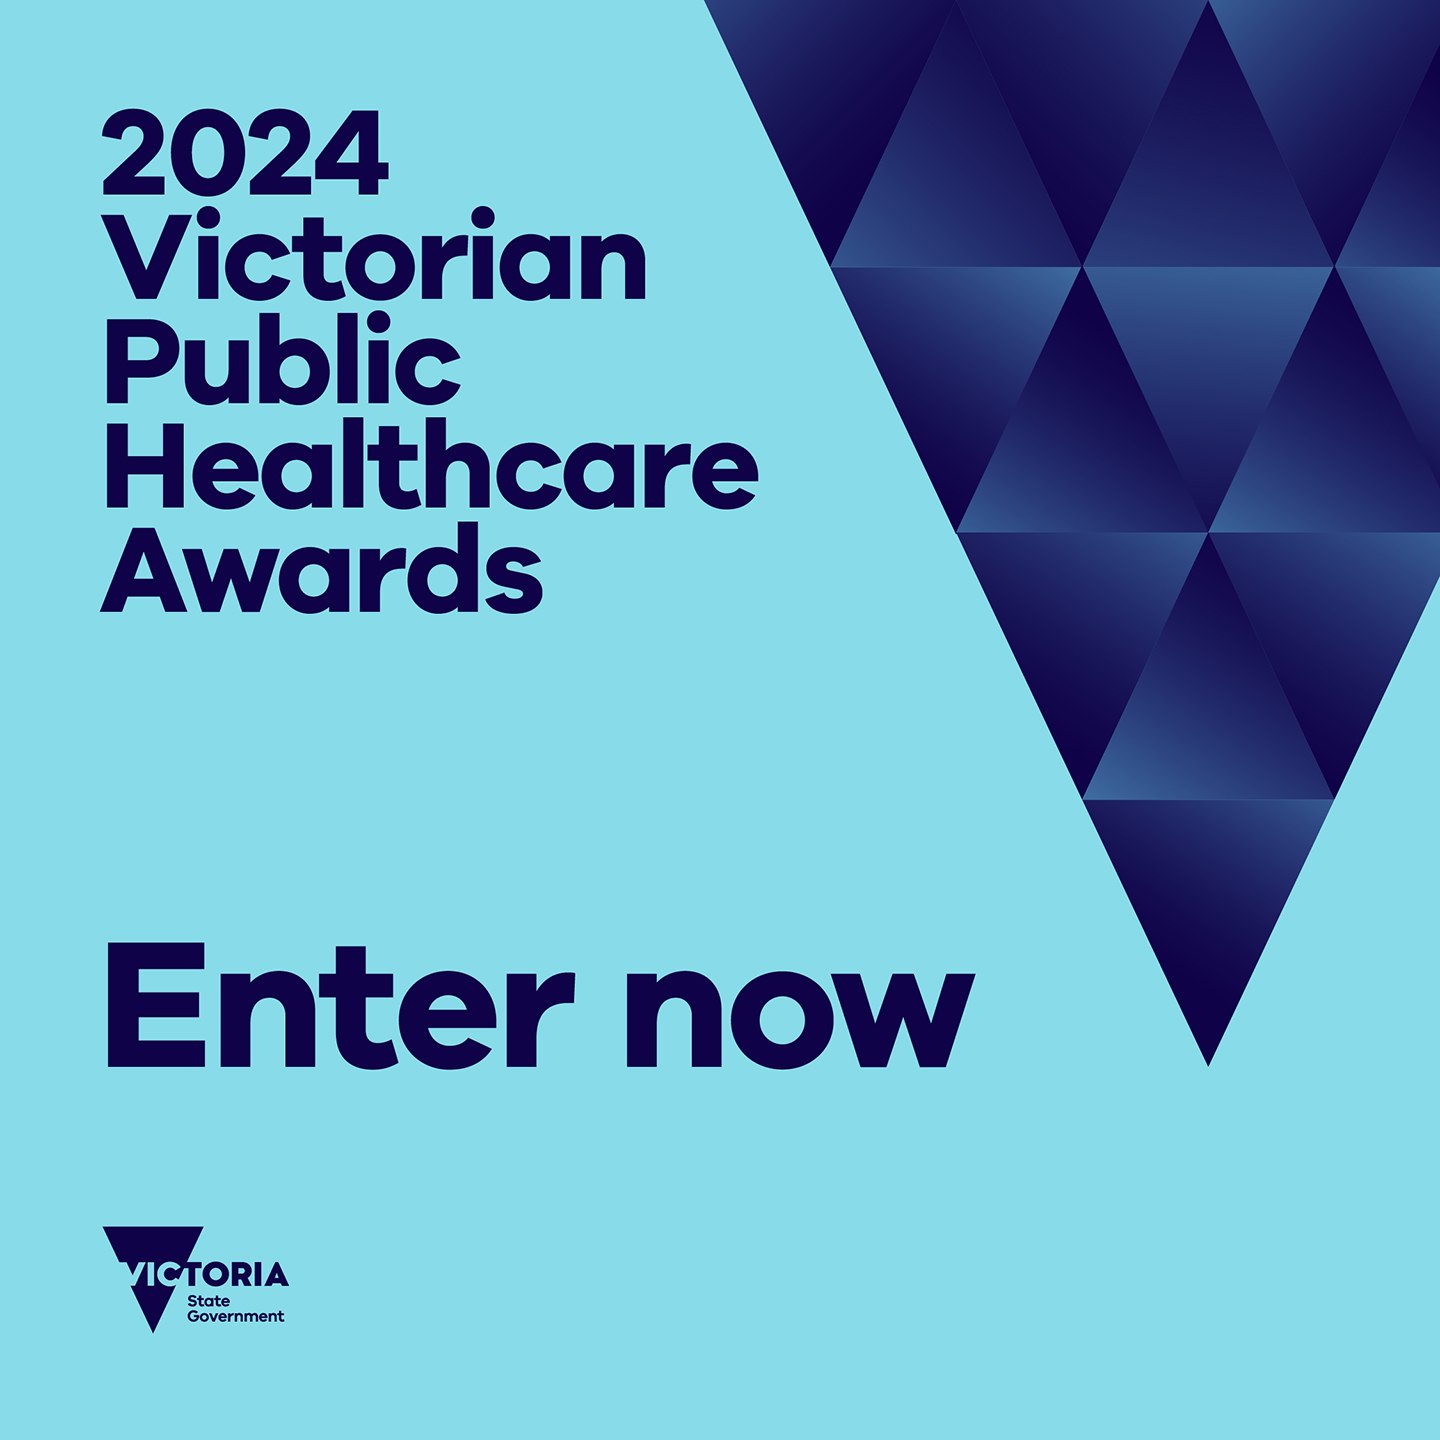 2024
Victorian
Public
Healthcare
Awards
Enter now
VICTORIA
State
Government